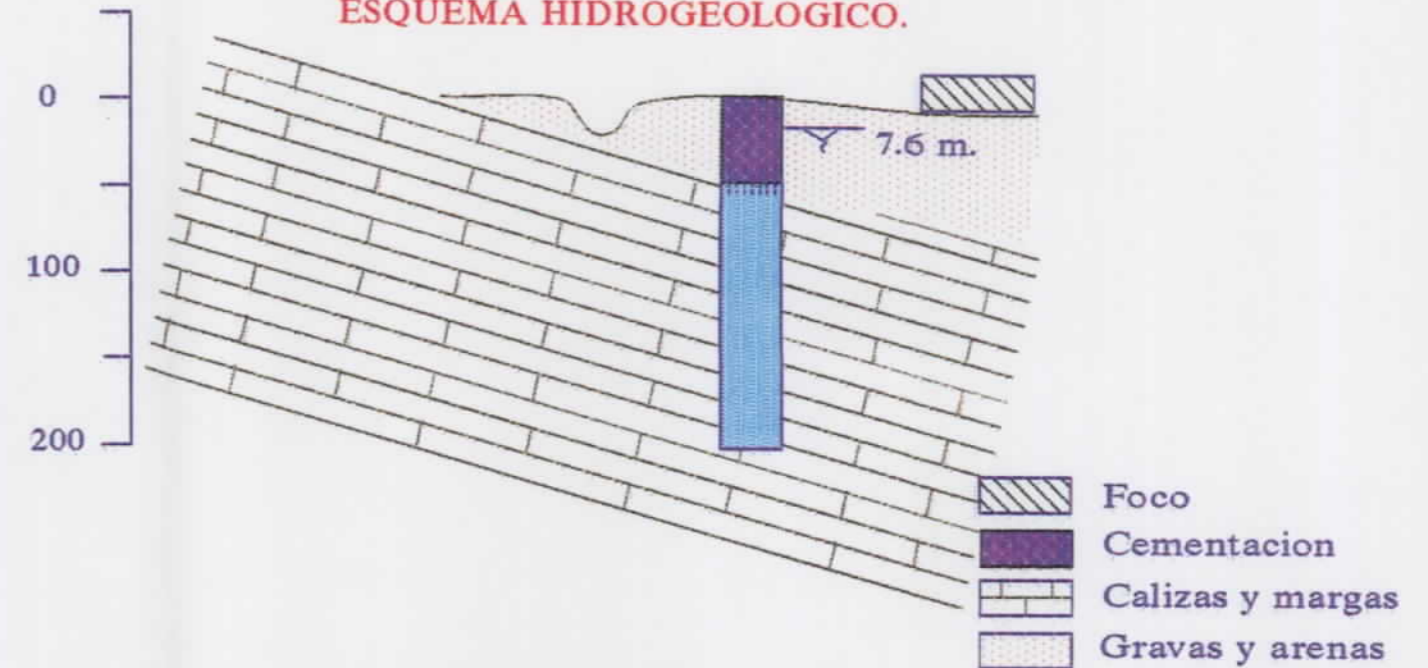 ESQUEMA HIDROGEOLOGICO.
0
7.6 m.
100
200
Foco
Cementacion
Calizas y margas
Gravas y arenas